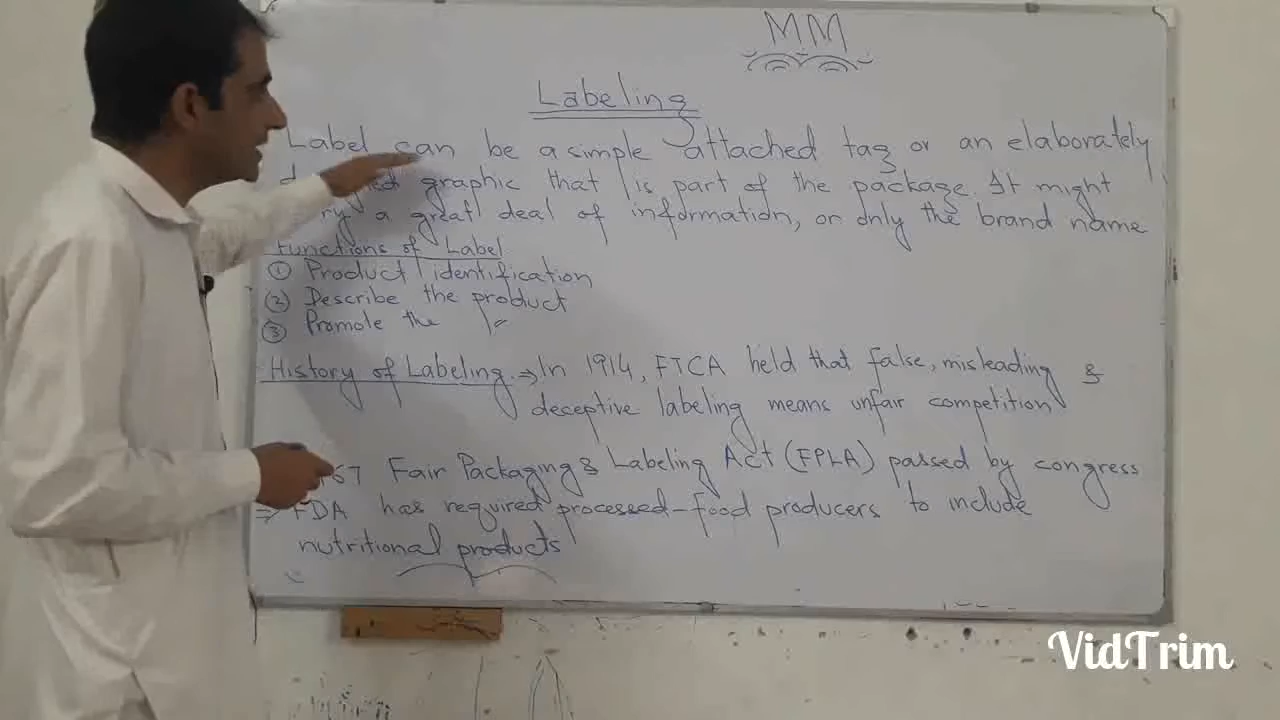 MM
Labeling
Label can be a simple attached tag or an elaborately
graphic that is part of the package. It might
a great deal of information, or only the brand name
Functions of Label
① Product identification
② Describe the product
③ Promote the 〃
History of Labeling ⇒ In 1914, FTCA held that false, misleading &
deceptive labeling means unfair competition
67 Fair Packaging & Labeling Act (FPLA) passed by congress
⇒ FDA has required processed-food producers to include
nutritional products
VidTrim